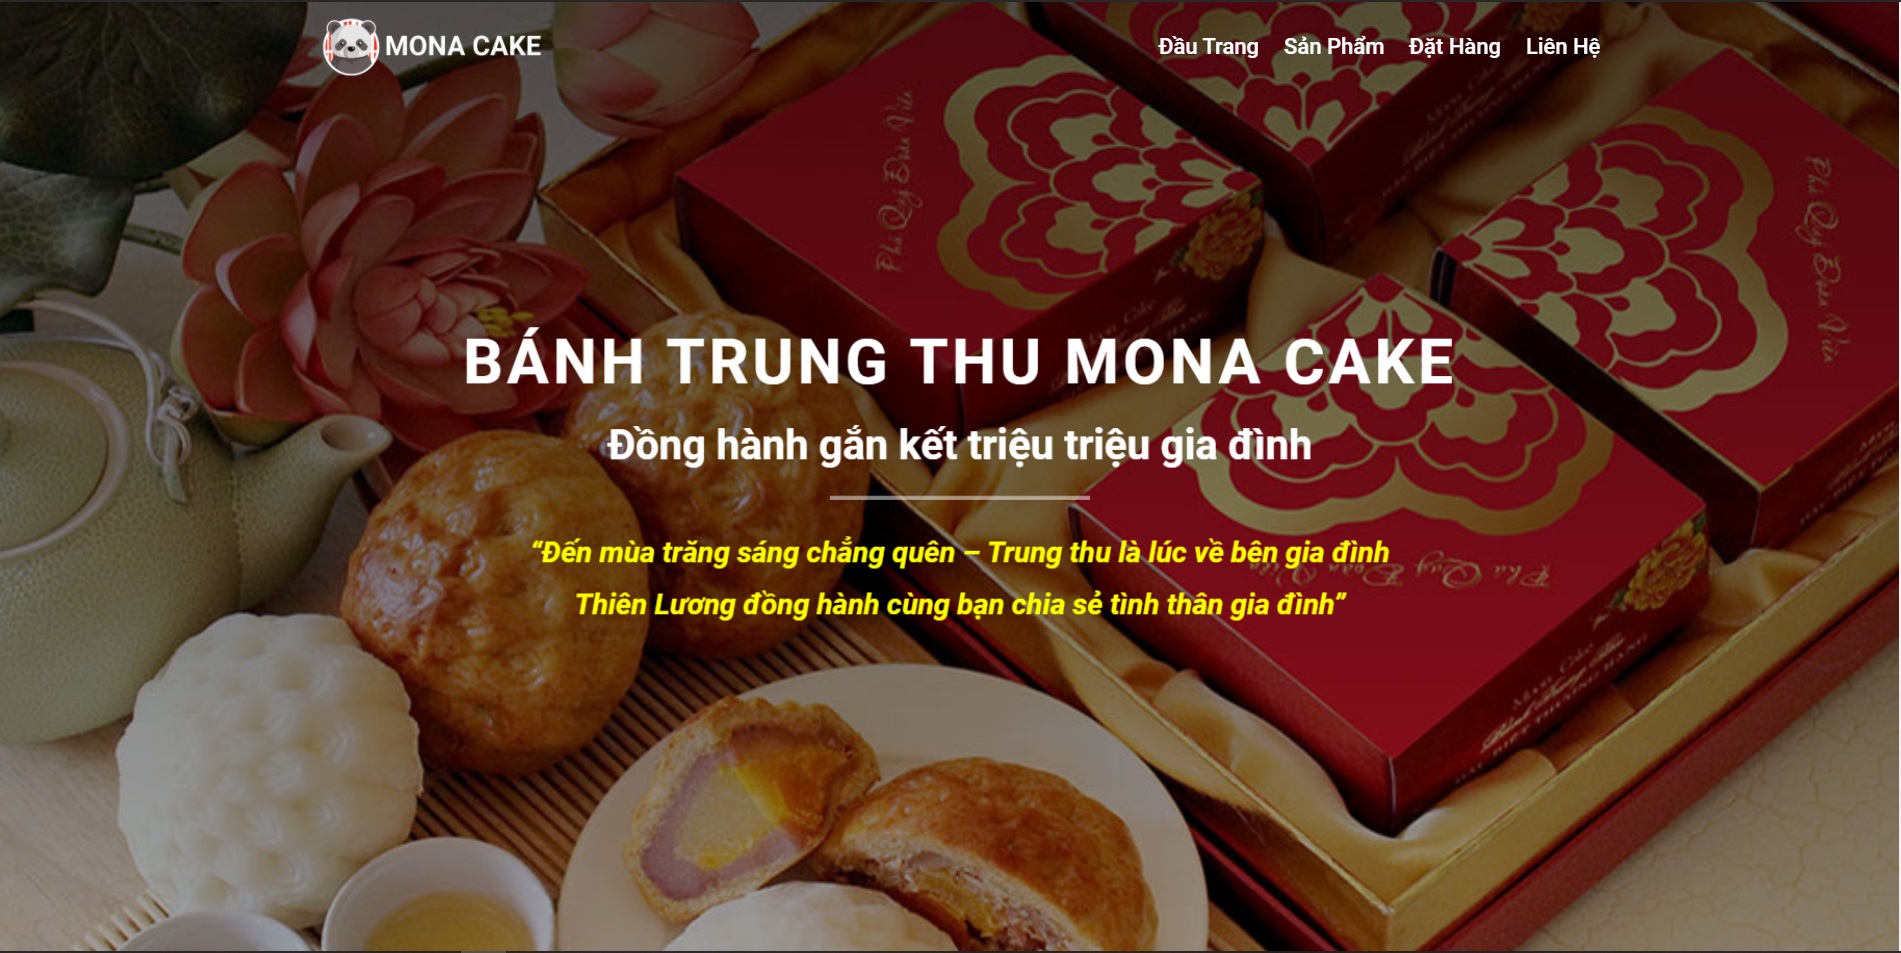 MONA CAKE
Đầu Trang Sản Phẩm Đặt Hàng Liên Hệ
Phú Quý Đoàn Viên
Phú Quý Đoàn Viên
BÁNH TRUNG THU MONA CAKE
Đồng hành gắn kết triệu triệu gia đình
“Đến mùa trăng sáng chẳng quên – Trung thu là lúc về bên gia đình
Thiên Lương đồng hành cùng bạn chia sẻ tình thân gia đình”
Phú Quý Đoàn Viên